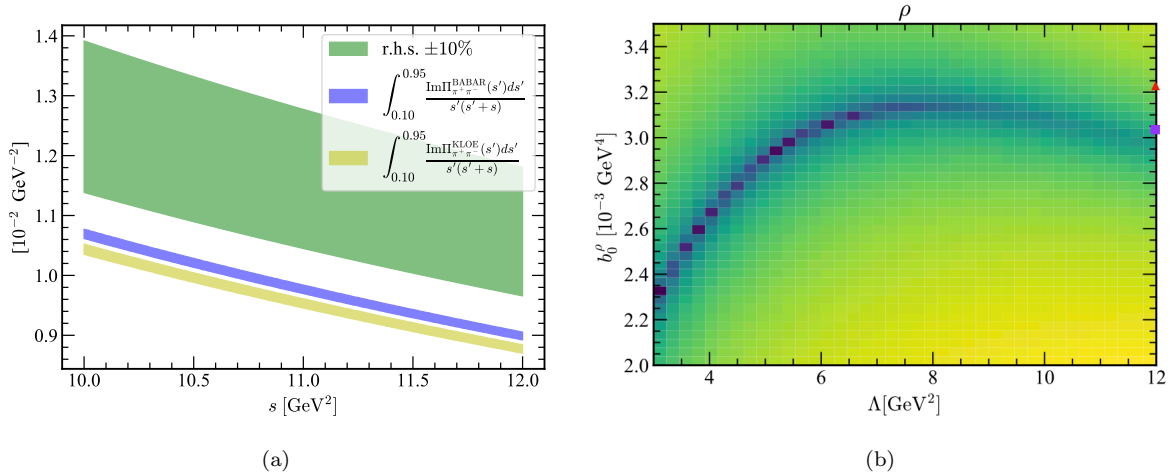 1.4
1.3
1.2
1.1
1.0
0.9
[10⁻² GeV⁻²]
r.h.s. ±10%
∫_{0.10}^{0.95} ImΠ^{BABAR}_{π⁺π⁻}(s′)ds′ / s′(s′ + s)
∫_{0.10}^{0.95} ImΠ^{KLOE}_{π⁺π⁻}(s′)ds′ / s′(s′ + s)
10.0 10.5 11.0 11.5 12.0
s [GeV²]
(a)
ρ
3.4
3.2
3.0
2.8
2.6
2.4
2.2
2.0
b₀^ρ [10⁻³ GeV⁴]
4 6 8 10 12
Λ[GeV²]
(b)